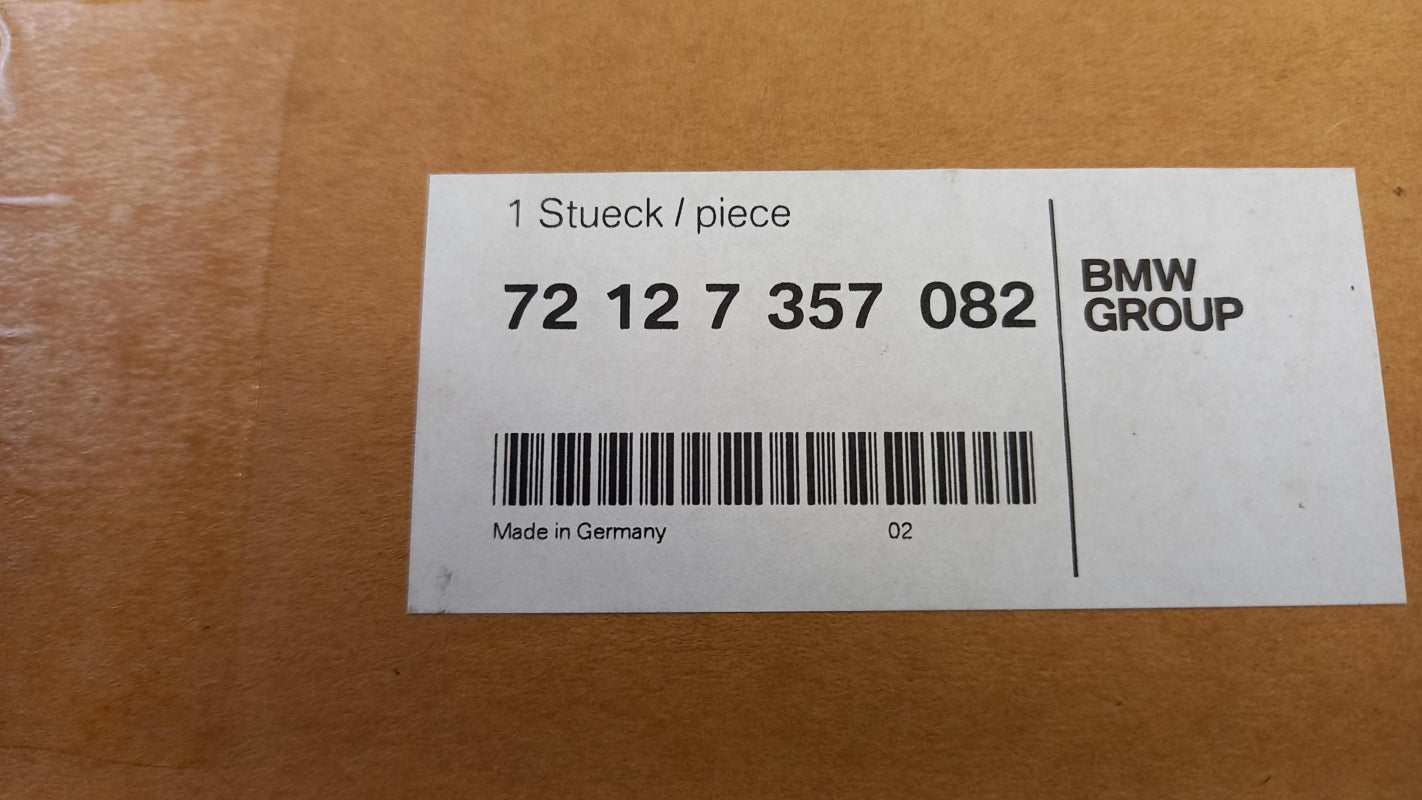 1 Stueck / piece
72 12 7 357 082
BMW
GROUP
Made in Germany 02